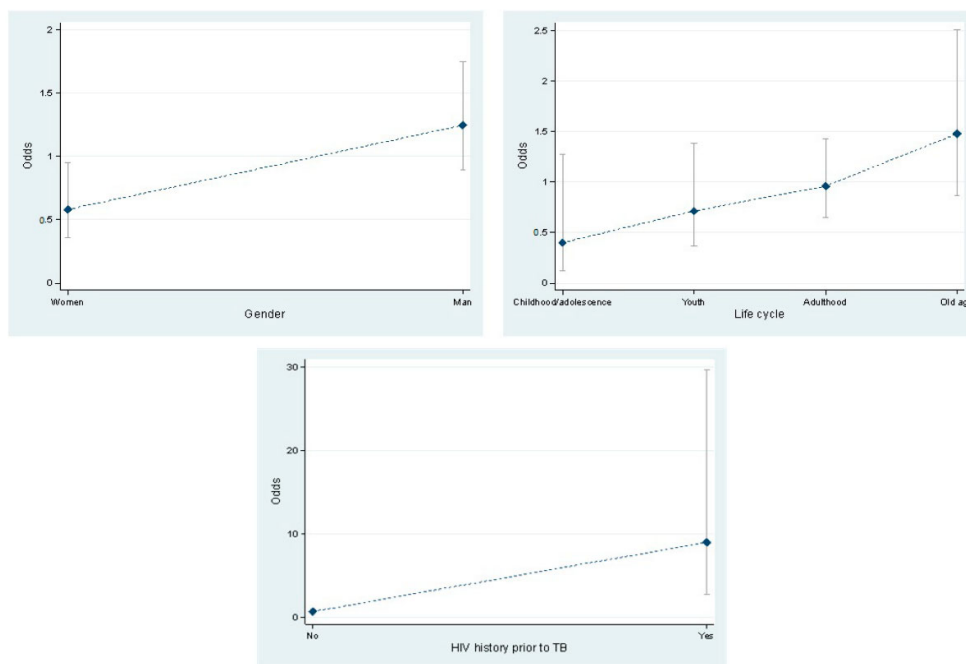 2
1.5
Odds
1
0.5
0
Women
Man
Gender
2.5
2
1.5
Odds
1
0.5
0
Childhood/adolescence
Youth
Adulthood
Old ag
Life cycle
30
20
Odds
10
0
No
Yes
HIV history prior to TB